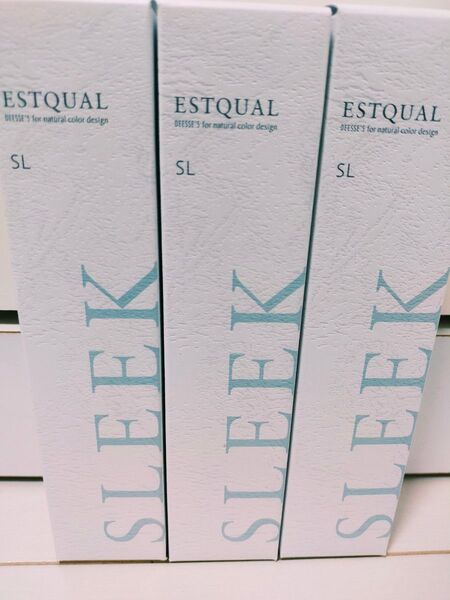 ESTQUAL
DEESSE'S for natural color design
SL
SLEEK
ESTQUAL
DEESSE'S for natural color design
SL
SLEEK
ESTQUAL
DEESSE'S for natural color design
SL
SLEEK